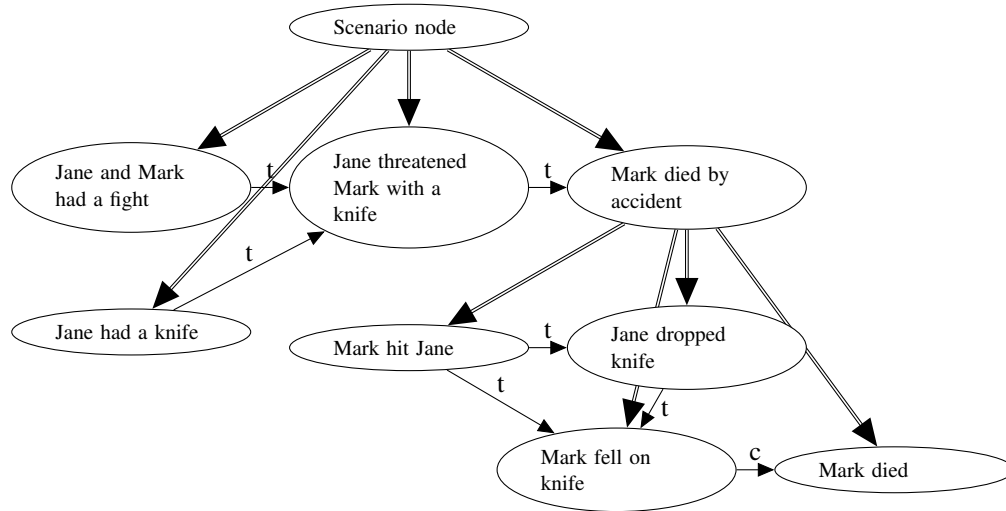 Scenario node
Jane and Mark
had a fight
t
Jane threatened
Mark with a
knife
t
Mark died by
accident
t
Jane had a knife
Mark hit Jane
t
Jane dropped
knife
t
t
Mark fell on
knife
c
Mark died